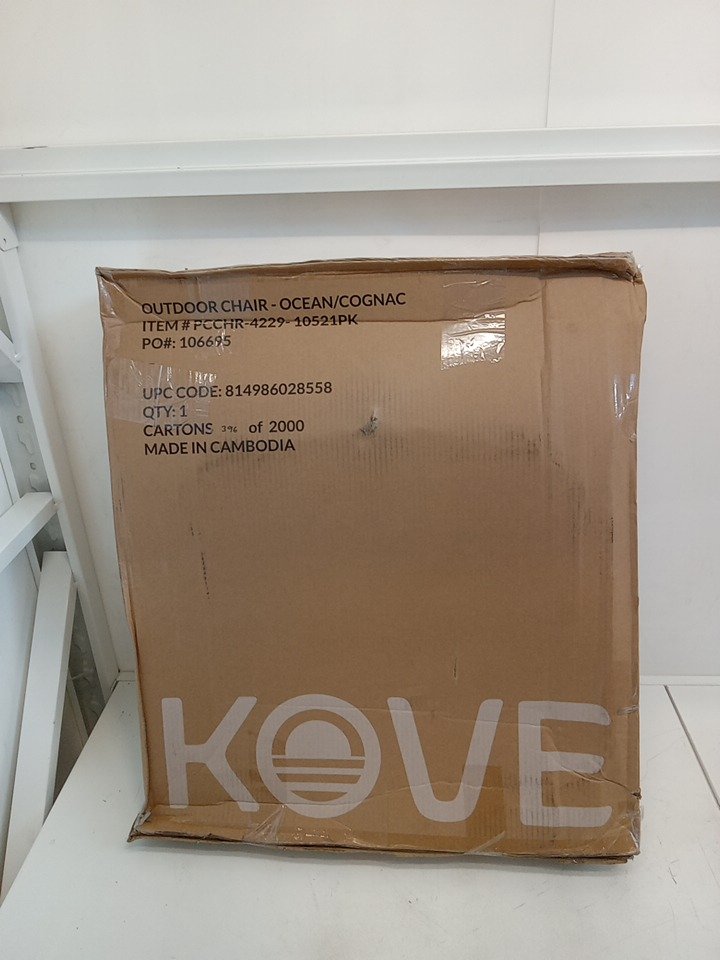 OUTDOOR CHAIR - OCEAN/COGNAC
ITEM # PCCHR-4229- 10521PK
PO#: 106695
UPC CODE: 814986028558
QTY: 1
CARTONS 396 of 2000
MADE IN CAMBODIA
KOVE